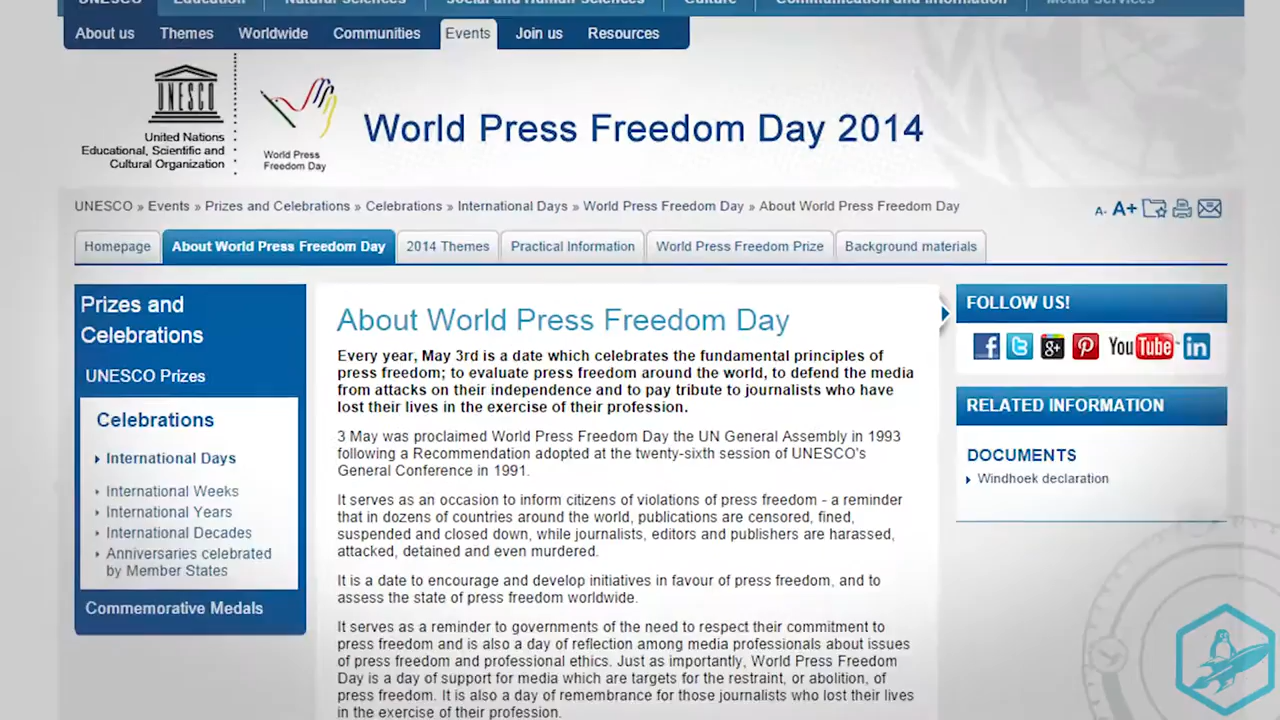 UNESCO Education Natural Sciences Social and Human Sciences Culture Communication and Information Media Services
About us Themes Worldwide Communities Events Join us Resources
UNESCO
United Nations
Educational, Scientific and
Cultural Organization
World Press
Freedom Day
World Press Freedom Day 2014
UNESCO » Events » Prizes and Celebrations » Celebrations » International Days » World Press Freedom Day » About World Press Freedom Day
A- A+
Homepage About World Press Freedom Day 2014 Themes Practical Information World Press Freedom Prize Background materials
Prizes and
Celebrations
UNESCO Prizes
Celebrations
International Days
International Weeks
International Years
International Decades
Anniversaries celebrated
by Member States
Commemorative Medals
About World Press Freedom Day
Every year, May 3rd is a date which celebrates the fundamental principles of
press freedom; to evaluate press freedom around the world, to defend the media
from attacks on their independence and to pay tribute to journalists who have
lost their lives in the exercise of their profession.
3 May was proclaimed World Press Freedom Day the UN General Assembly in 1993
following a Recommendation adopted at the twenty-sixth session of UNESCO's
General Conference in 1991.
It serves as an occasion to inform citizens of violations of press freedom - a reminder
that in dozens of countries around the world, publications are censored, fined,
suspended and closed down, while journalists, editors and publishers are harassed,
attacked, detained and even murdered.
It is a date to encourage and develop initiatives in favour of press freedom, and to
assess the state of press freedom worldwide.
It serves as a reminder to governments of the need to respect their commitment to
press freedom and is also a day of reflection among media professionals about issues
of press freedom and professional ethics. Just as importantly, World Press Freedom
Day is a day of support for media which are targets for the restraint, or abolition, of
press freedom. It is also a day of remembrance for those journalists who lost their lives
in the exercise of their profession.
FOLLOW US!
f t g+ P YouTube in
RELATED INFORMATION
DOCUMENTS
Windhoek declaration